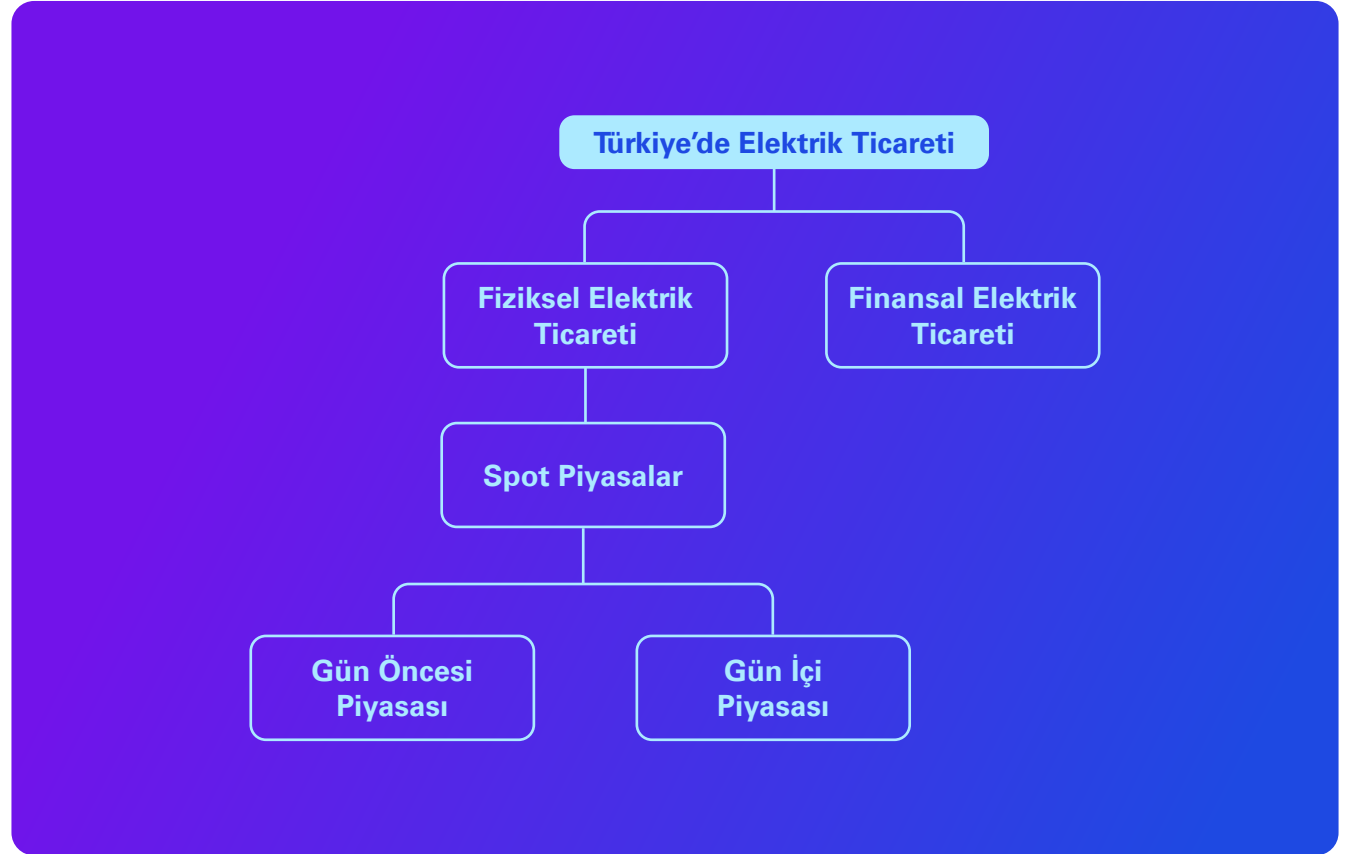 Türkiye’de Elektrik Ticareti
Fiziksel Elektrik
Ticareti
Finansal Elektrik
Ticareti
Spot Piyasalar
Gün Öncesi
Piyasası
Gün İçi
Piyasası